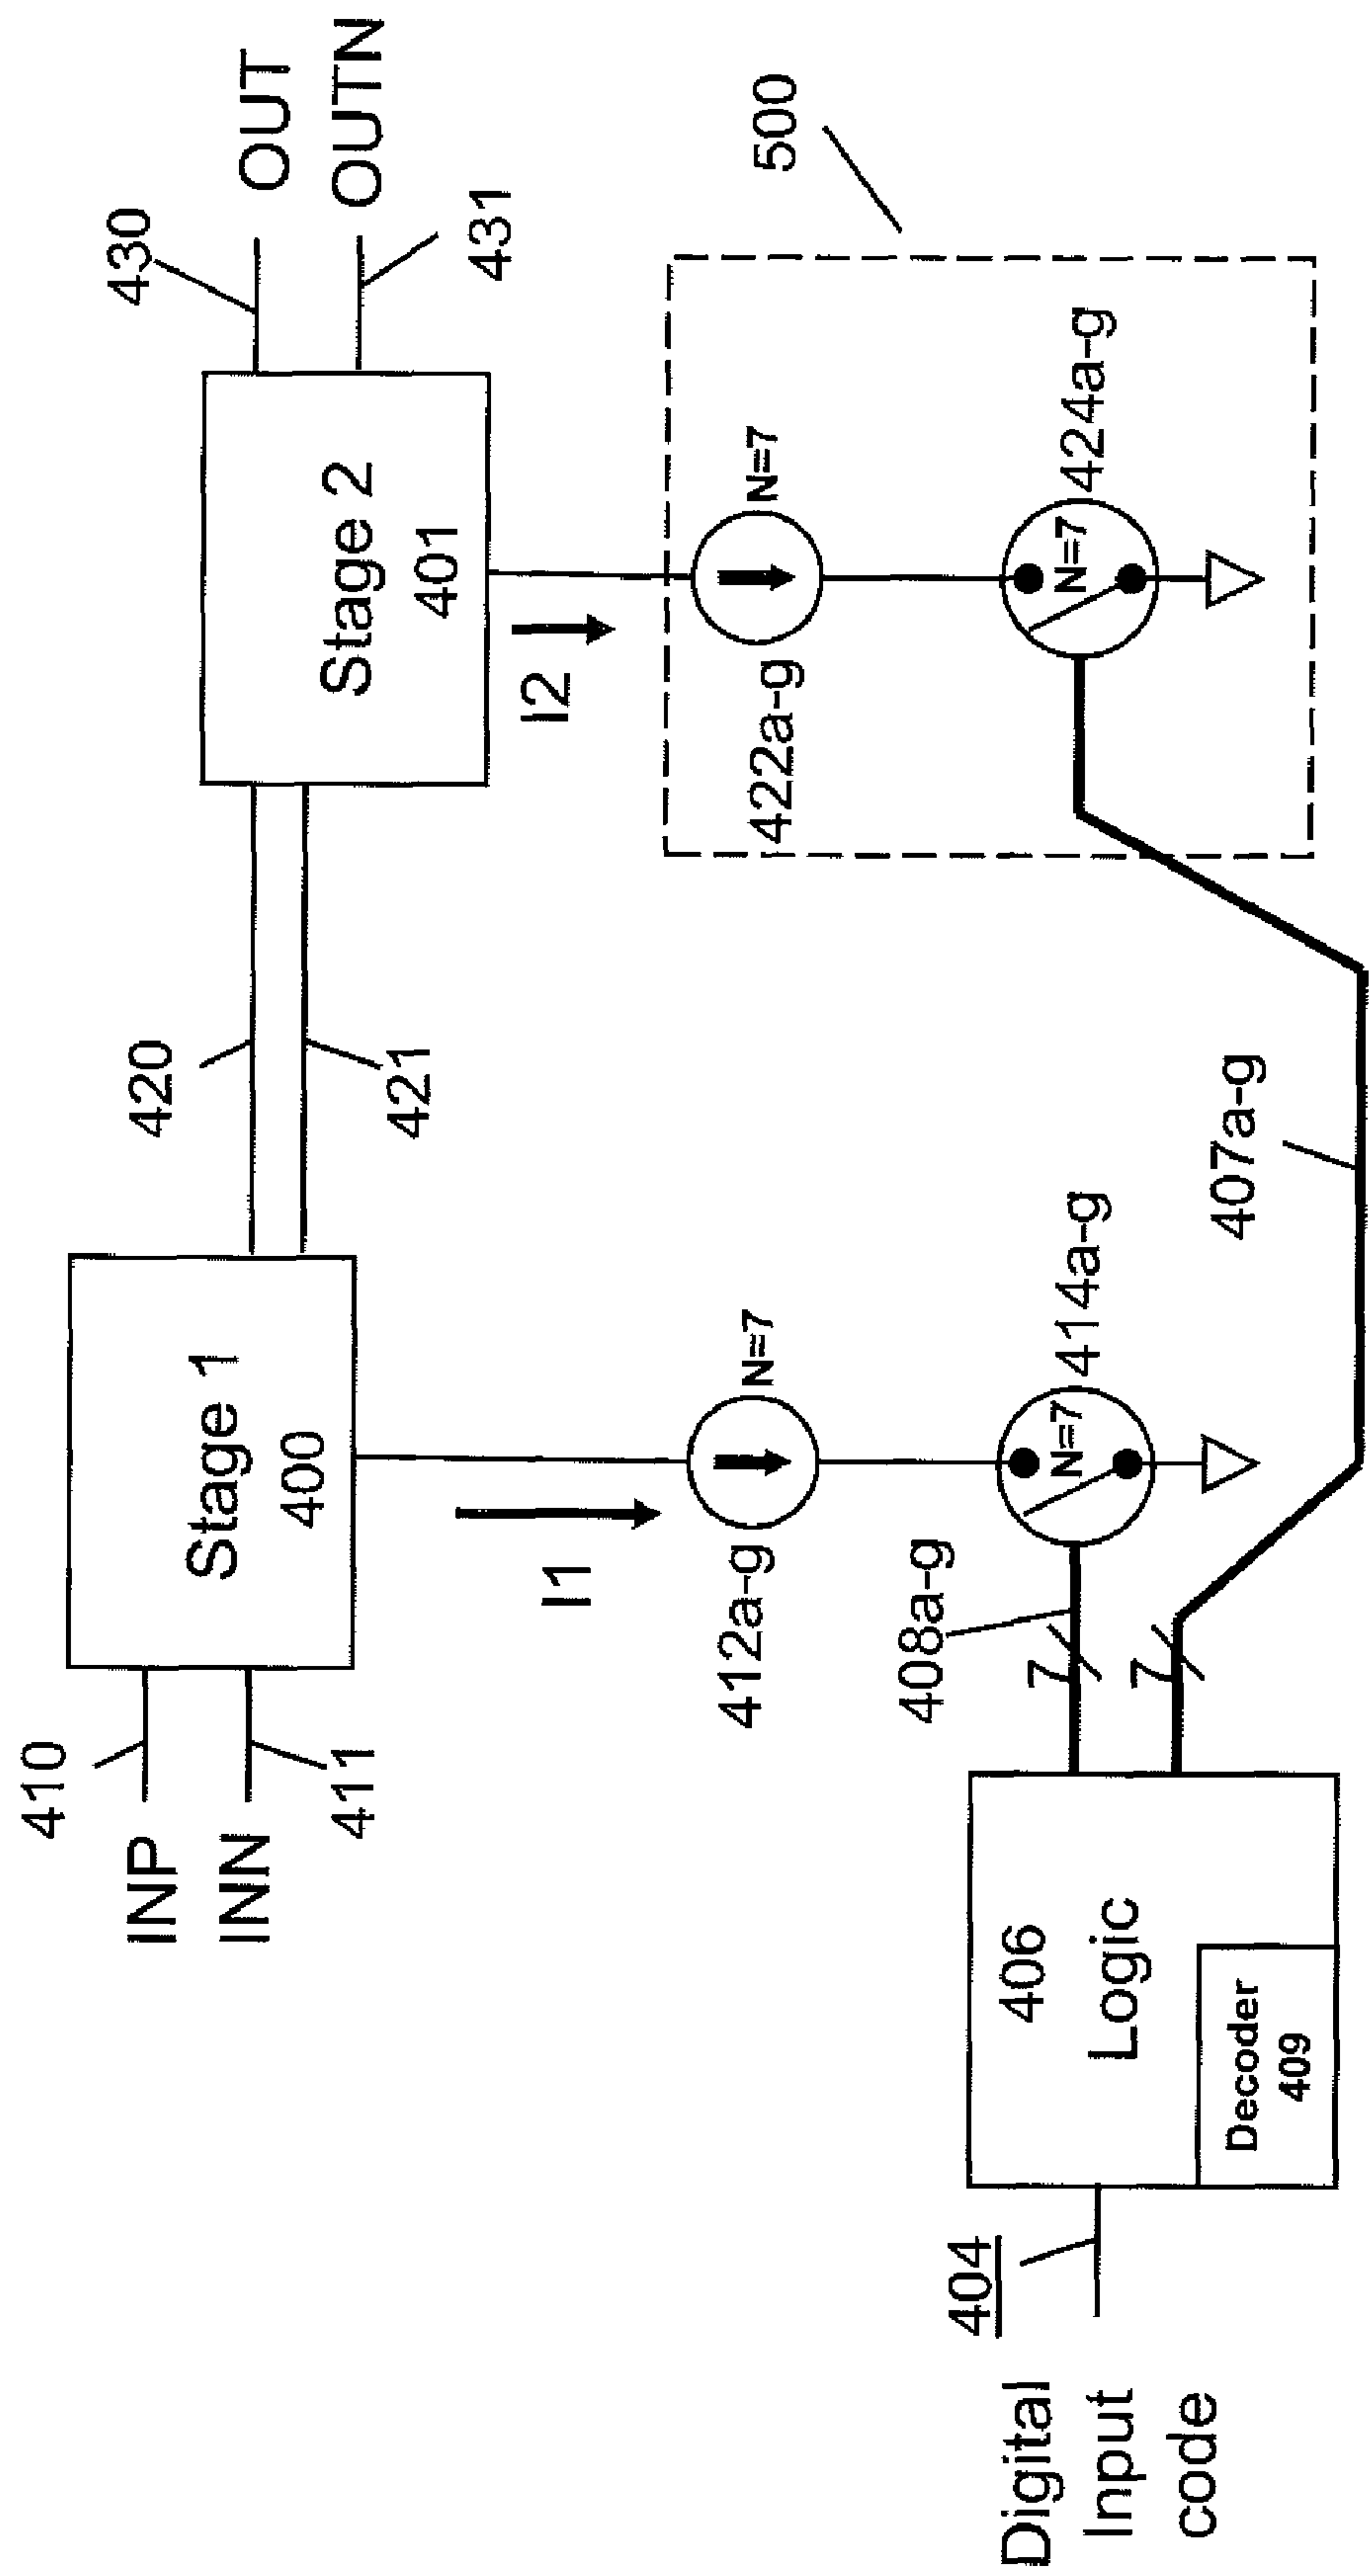 430
OUT
OUTN
431
Stage 2
401
420
421
410
INP
INN
411
Stage 1
400
I1
I2
500
412a-g
N=7
422a-g
N=7
408a-g
N=7
414a-g
N=7
424a-g
7
7
407a-g
404
Digital
Input
code
406
Logic
Decoder
409